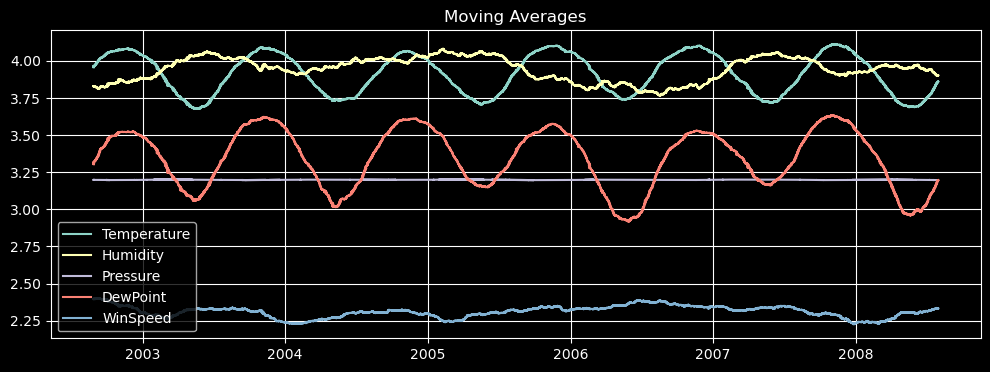 Moving Averages
4.00
3.75
3.50
3.25
3.00
2.75
2.50
2.25
Temperature
Humidity
Pressure
DewPoint
WinSpeed
2003 2004 2005 2006 2007 2008